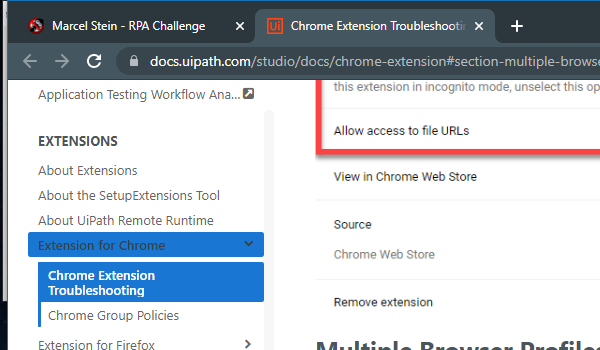 Marcel Stein - RPA Challenge
Chrome Extension Troubleshootin
docs.uipath.com/studio/docs/chrome-extension#section-multiple-browse
Application Testing Workflow Ana...
EXTENSIONS
About Extensions
About the SetupExtensions Tool
About UiPath Remote Runtime
Extension for Chrome
Chrome Extension
Troubleshooting
Chrome Group Policies
Extension for Firefox
this extension in incognito mode, unselect this op
Allow access to file URLs
View in Chrome Web Store
Source
Chrome Web Store
Remove extension
Multiple Browser Profiles